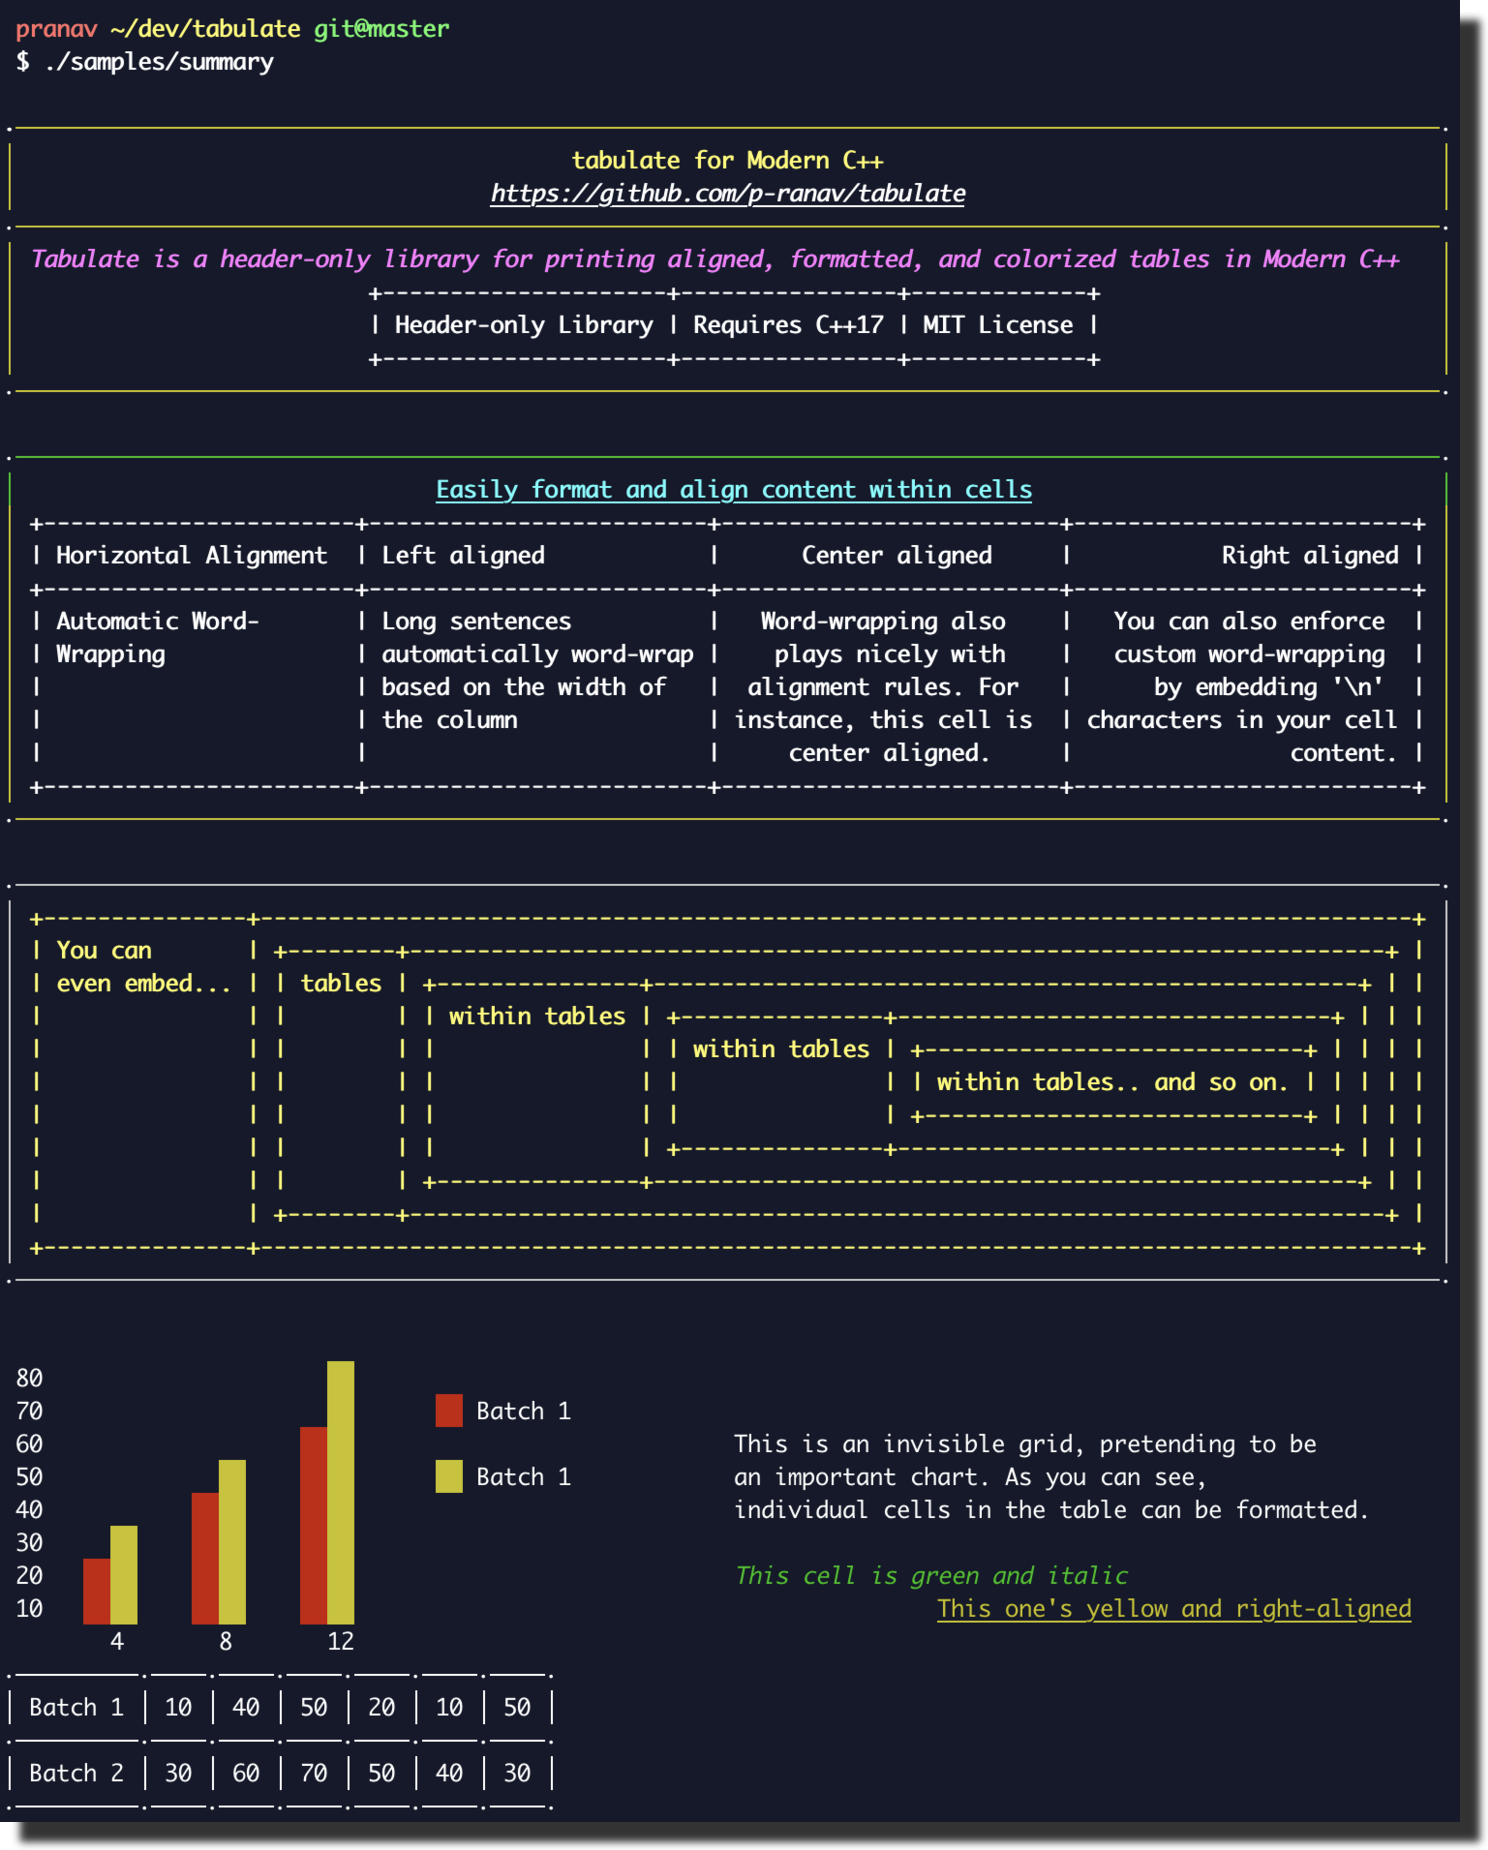 pranav ~/dev/tabulate git@master
$ ./samples/summary
tabulate for Modern C++
https://github.com/p-ranav/tabulate
Tabulate is a header-only library for printing aligned, formatted, and colorized tables in Modern C++
Header-only Library | Requires C++17 | MIT License
Easily format and align content within cells
Horizontal Alignment | Left aligned | Center aligned | Right aligned
Automatic Word- | Long sentences | Word-wrapping also | You can also enforce
Wrapping | automatically word-wrap | plays nicely with | custom word-wrapping
based on the width of | alignment rules. For | by embedding '\n'
the column | instance, this cell is | characters in your cell
center aligned. | content.
You can
even embed... | tables
within tables
within tables
within tables.. and so on.
80
70 Batch 1
60 This is an invisible grid, pretending to be
50 Batch 1 an important chart. As you can see,
40 individual cells in the table can be formatted.
30
20 This cell is green and italic
10 This one's yellow and right-aligned
4 8 12
Batch 1 | 10 | 40 | 50 | 20 | 10 | 50
Batch 2 | 30 | 60 | 70 | 50 | 40 | 30